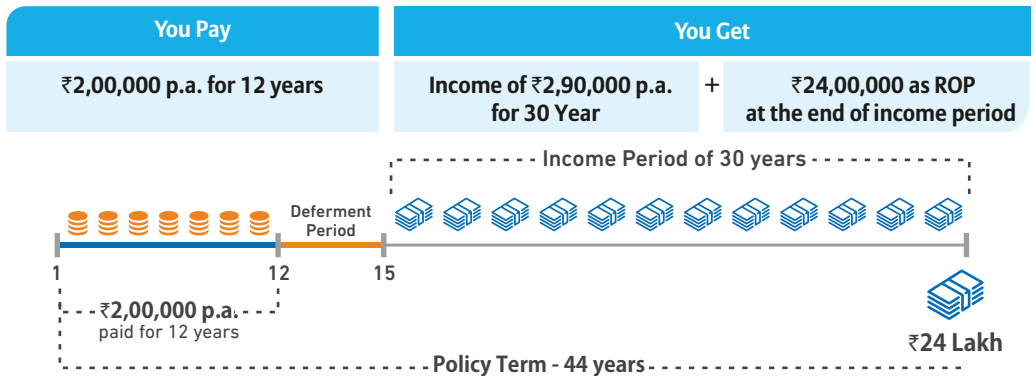 You Pay
You Get
₹2,00,000 p.a. for 12 years
Income of ₹2,90,000 p.a.
for 30 Year
+
₹24,00,000 as ROP
at the end of income period
Income Period of 30 years
Deferment
Period
1
12
15
₹2,00,000 p.a.
paid for 12 years
₹24 Lakh
Policy Term - 44 years